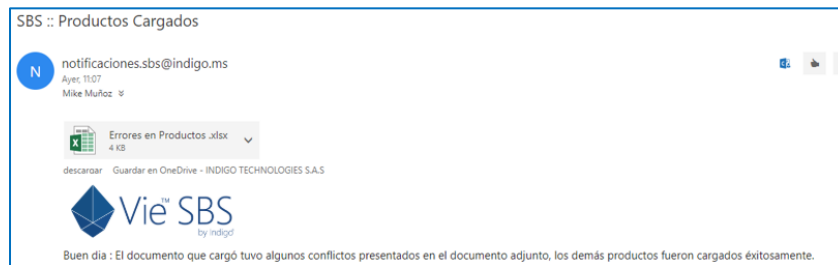 SBS :: Productos Cargados
N
notificaciones.sbs@indigo.ms
Ayer, 11:07
Mike Muñoz
Errores en Productos .xlsx
4 KB
descargar Guardar en OneDrive - INDIGO TECHNOLOGIES S.A.S
Vie™ SBS
by Indigo
Buen dia : El documento que cargó tuvo algunos conflictos presentados en el documento adjunto, los demás productos fueron cargados éxitosamente.